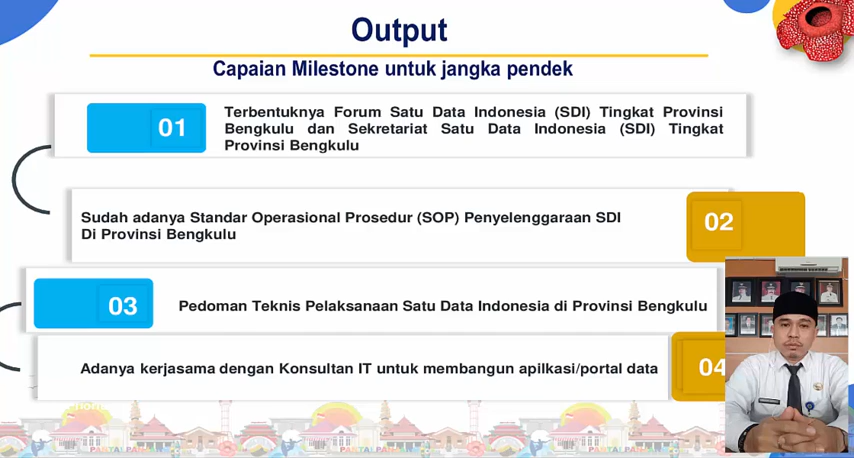 Output
Capaian Milestone untuk jangka pendek
01
Terbentuknya Forum Satu Data Indonesia (SDI) Tingkat Provinsi
Bengkulu dan Sekretariat Satu Data Indonesia (SDI) Tingkat
Provinsi Bengkulu
Sudah adanya Standar Operasional Prosedur (SOP) Penyelenggaraan SDI
Di Provinsi Bengkulu
02
03
Pedoman Teknis Pelaksanaan Satu Data Indonesia di Provinsi Bengkulu
Adanya kerjasama dengan Konsultan IT untuk membangun apilkasi/portal data
04